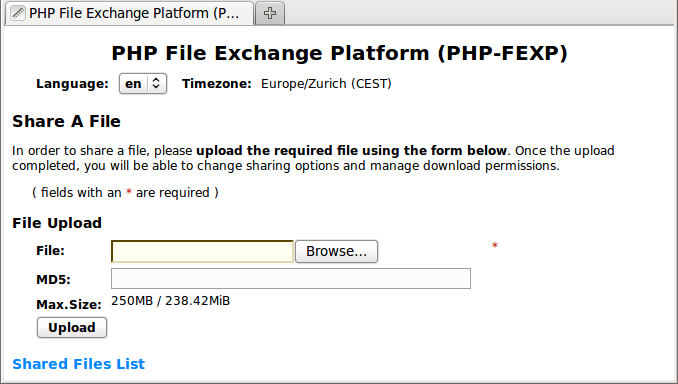 PHP File Exchange Platform (P...
PHP File Exchange Platform (PHP-FEXP)
Language: en Timezone: Europe/Zurich (CEST)
Share A File
In order to share a file, please upload the required file using the form below. Once the upload
completed, you will be able to change sharing options and manage download permissions.
( fields with an * are required )
File Upload
File: Browse... *
MD5:
Max.Size: 250MB / 238.42MiB
Upload
Shared Files List